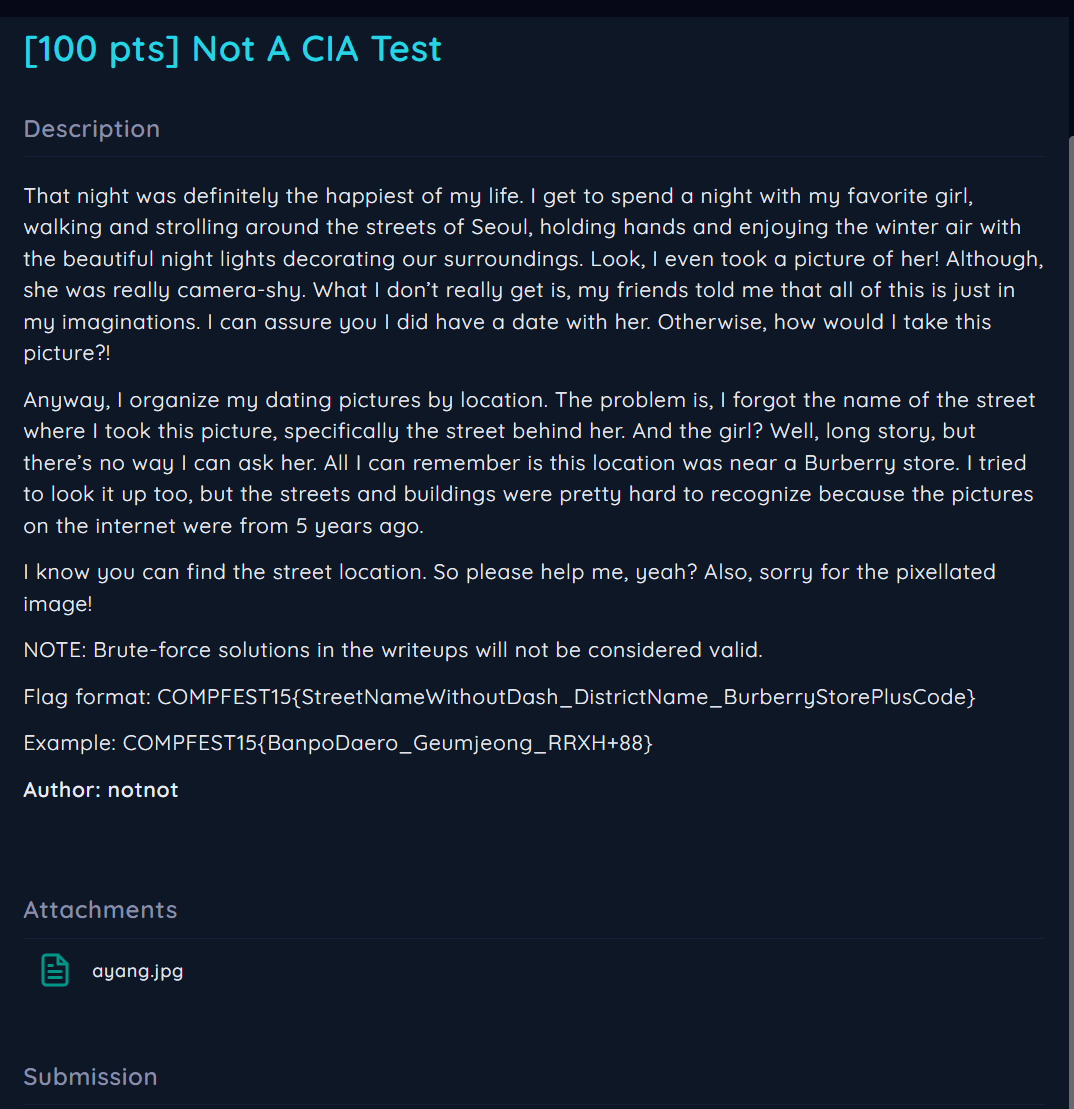 [100 pts] Not A CIA Test
Description
That night was definitely the happiest of my life. I get to spend a night with my favorite girl,
walking and strolling around the streets of Seoul, holding hands and enjoying the winter air with
the beautiful night lights decorating our surroundings. Look, I even took a picture of her! Although,
she was really camera-shy. What I don’t really get is, my friends told me that all of this is just in
my imaginations. I can assure you I did have a date with her. Otherwise, how would I take this
picture?!
Anyway, I organize my dating pictures by location. The problem is, I forgot the name of the street
where I took this picture, specifically the street behind her. And the girl? Well, long story, but
there’s no way I can ask her. All I can remember is this location was near a Burberry store. I tried
to look it up too, but the streets and buildings were pretty hard to recognize because the pictures
on the internet were from 5 years ago.
I know you can find the street location. So please help me, yeah? Also, sorry for the pixellated
image!
NOTE: Brute-force solutions in the writeups will not be considered valid.
Flag format: COMPFEST15{StreetNameWithoutDash_DistrictName_BurberryStorePlusCode}
Example: COMPFEST15{BanpoDaero_Geumjeong_RRXH+88}
Author: notnot
Attachments
ayang.jpg
Submission